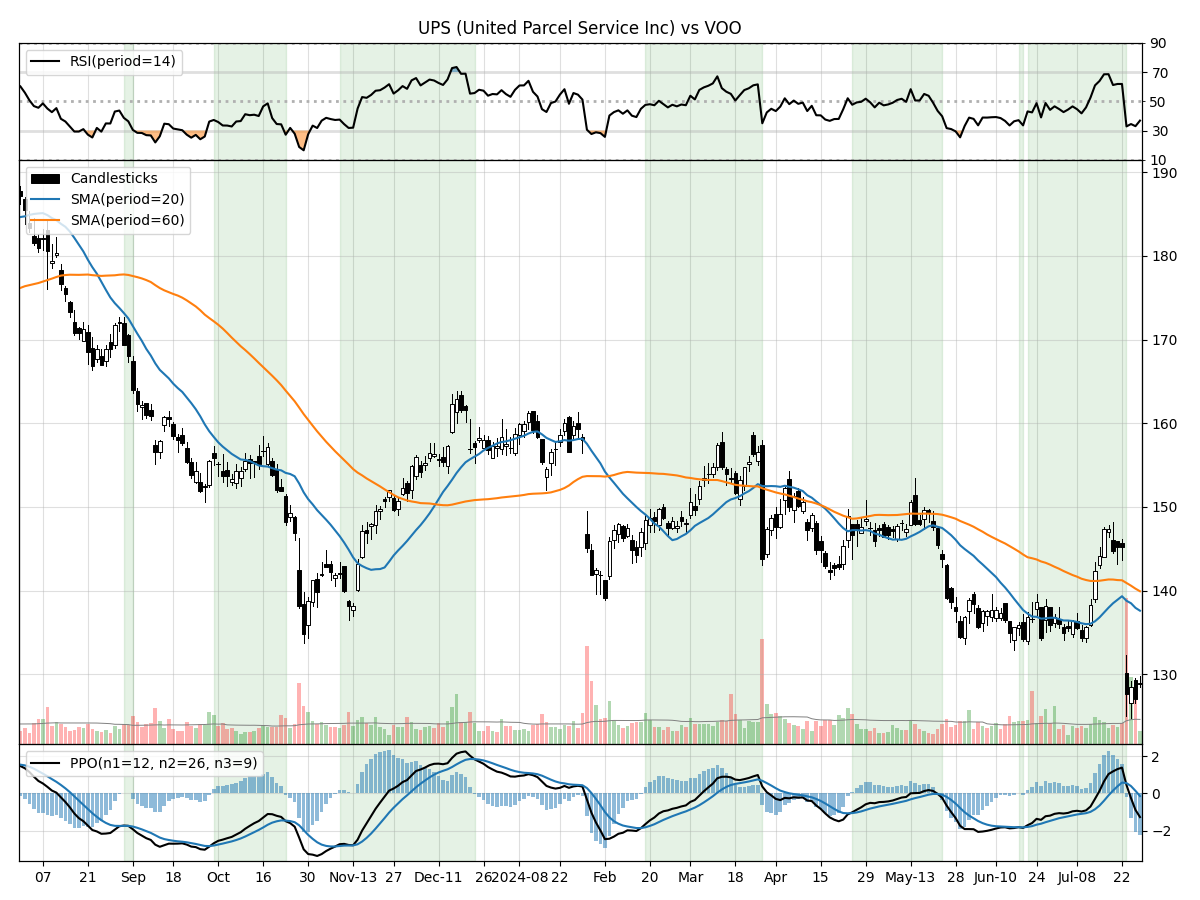 UPS (United Parcel Service Inc) vs VOO
RSI(period=14)
90
70
50
30
10
Candlesticks
SMA(period=20)
SMA(period=60)
190
180
170
160
150
140
130
PPO(n1=12, n2=26, n3=9)
2
0
−2
07 21 Sep 18 Oct 16 30 Nov-13 27 Dec-11 26 2024-08 22 Feb 20 Mar 18 Apr 15 29 May-13 28 Jun-10 24 Jul-08 22